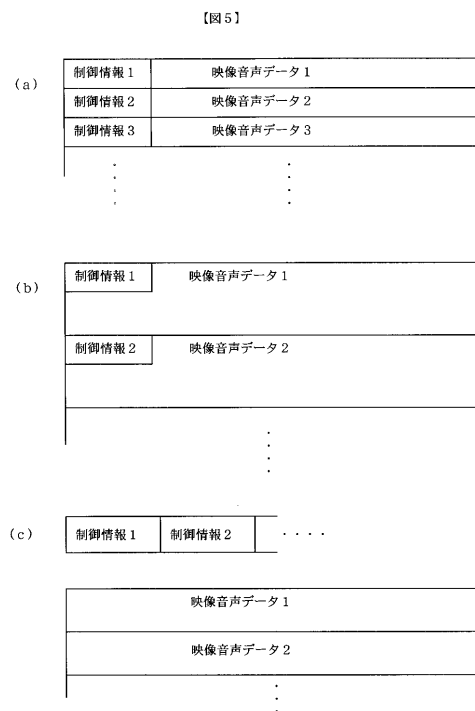 【図5】
(a)
制御情報1 映像音声データ1
制御情報2 映像音声データ2
制御情報3 映像音声データ3
(b)
制御情報1 映像音声データ1
制御情報2 映像音声データ2
(c)
制御情報1 制御情報2 ・・・・
映像音声データ1
映像音声データ2